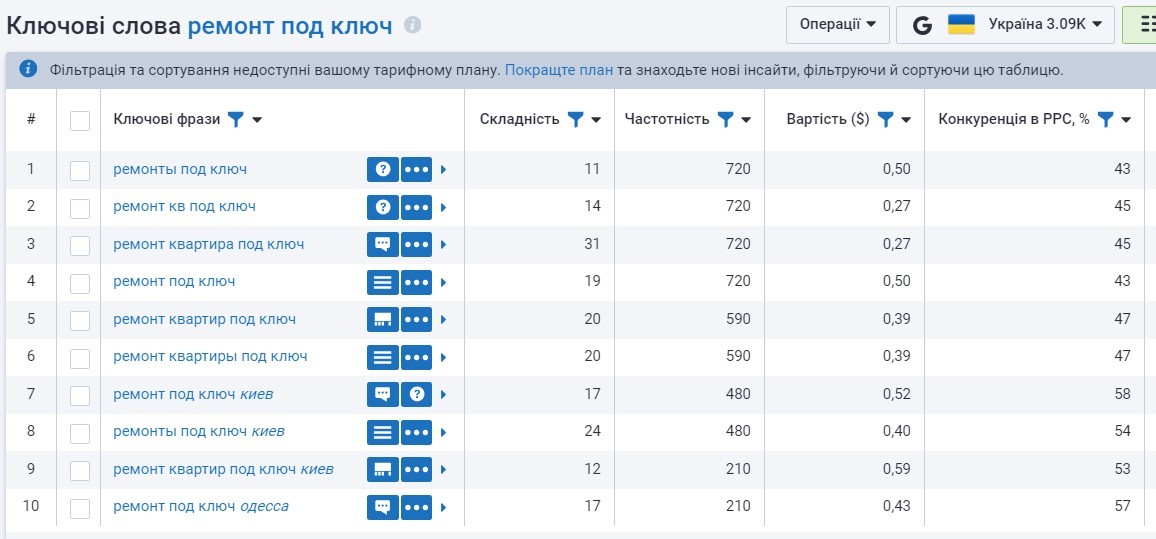 Ключові слова ремонт под ключ
Операції
Україна 3.09K
Фільтрація та сортування недоступні вашому тарифному плану. Покращте план та знаходьте нові інсайти, фільтруючи й сортуючи цю таблицю.
# Ключові фрази Складність Частотність Вартість ($) Конкуренція в PPC, %
1 ремонты под ключ 11 720 0,50 43
2 ремонт кв под ключ 14 720 0,27 45
3 ремонт квартира под ключ 31 720 0,27 45
4 ремонт под ключ 19 720 0,50 43
5 ремонт квартир под ключ 20 590 0,39 47
6 ремонт квартиры под ключ 20 590 0,39 47
7 ремонт под ключ киев 17 480 0,52 58
8 ремонты под ключ киев 24 480 0,40 54
9 ремонт квартир под ключ киев 12 210 0,59 53
10 ремонт под ключ одесса 17 210 0,43 57